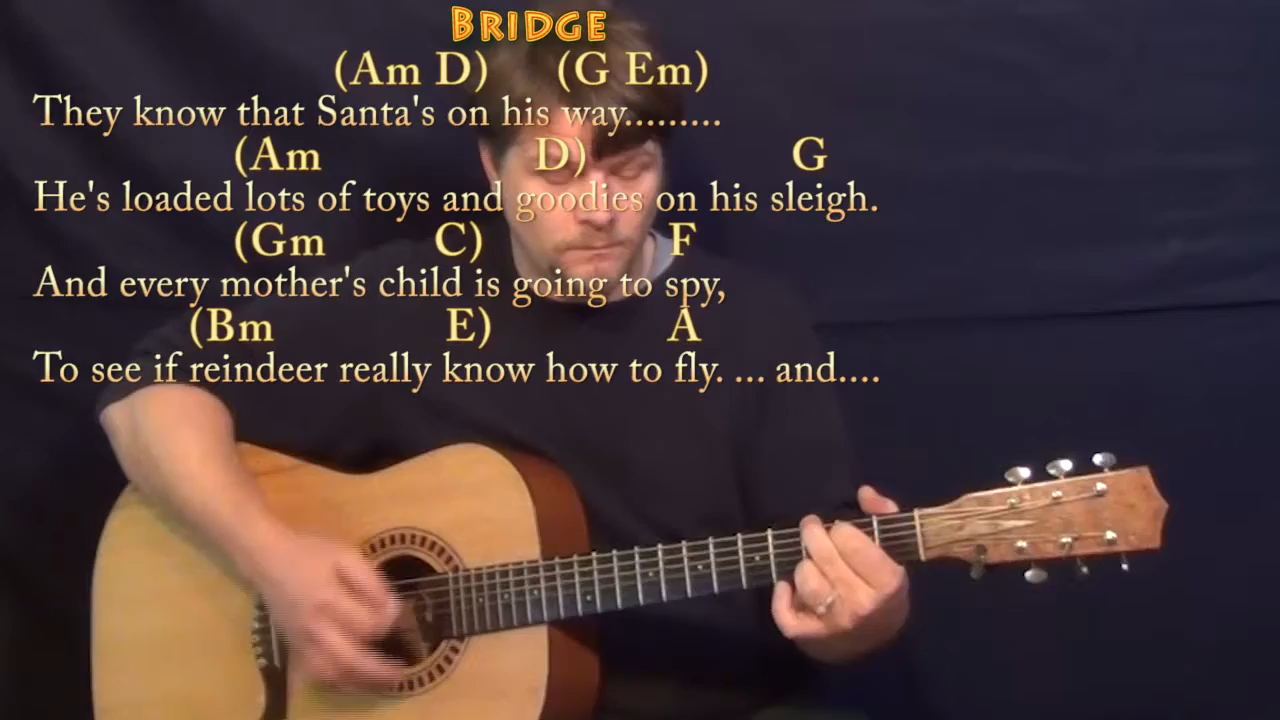 BRIDGE
(Am D) (G Em)
They know that Santa's on his way.........
(Am D) G
He's loaded lots of toys and goodies on his sleigh.
(Gm C) F
And every mother's child is going to spy,
(Bm E) A
To see if reindeer really know how to fly. ... and....